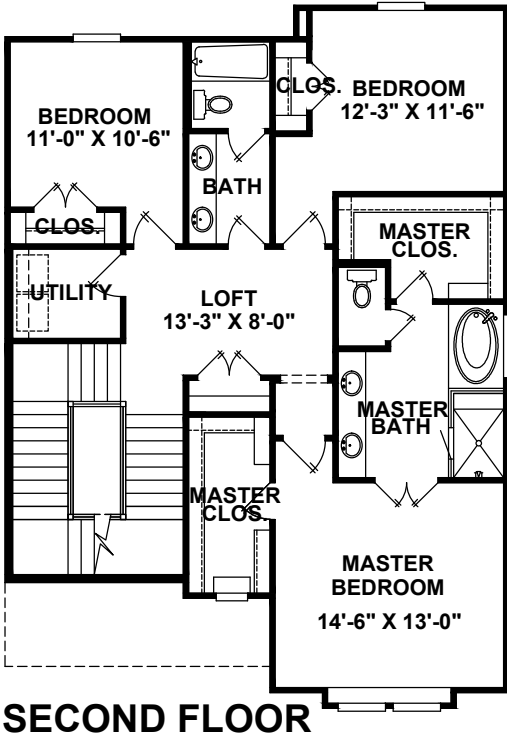 CLOS.
BEDROOM
12'-3" X 11'-6"
BEDROOM
11'-0" X 10'-6"
BATH
CLOS.
MASTER
CLOS.
UTILITY
LOFT
13'-3" X 8'-0"
MASTER
BATH
MASTER
CLOS.
MASTER
BEDROOM
14'-6" X 13'-0"
SECOND FLOOR